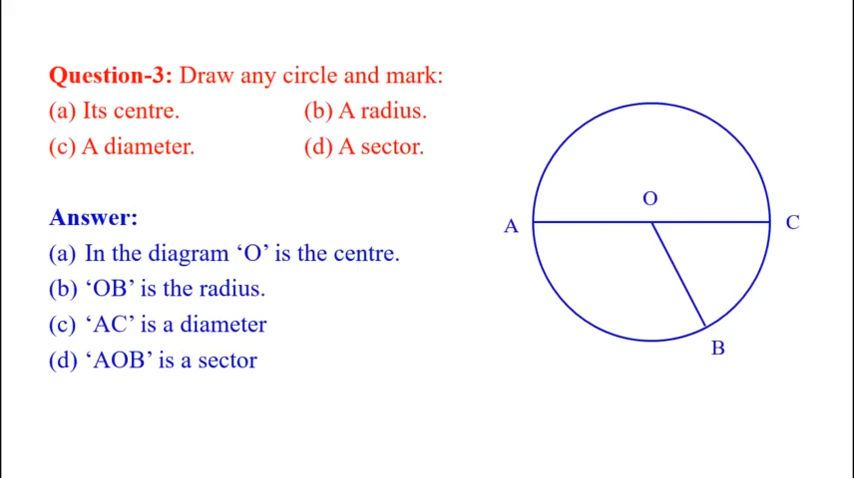 Question-3: Draw any circle and mark:
(a) Its centre. (b) A radius.
(c) A diameter. (d) A sector.
Answer:
(a) In the diagram ‘O’ is the centre.
(b) ‘OB’ is the radius.
(c) ‘AC’ is a diameter
(d) ‘AOB’ is a sector
O
A
C
B